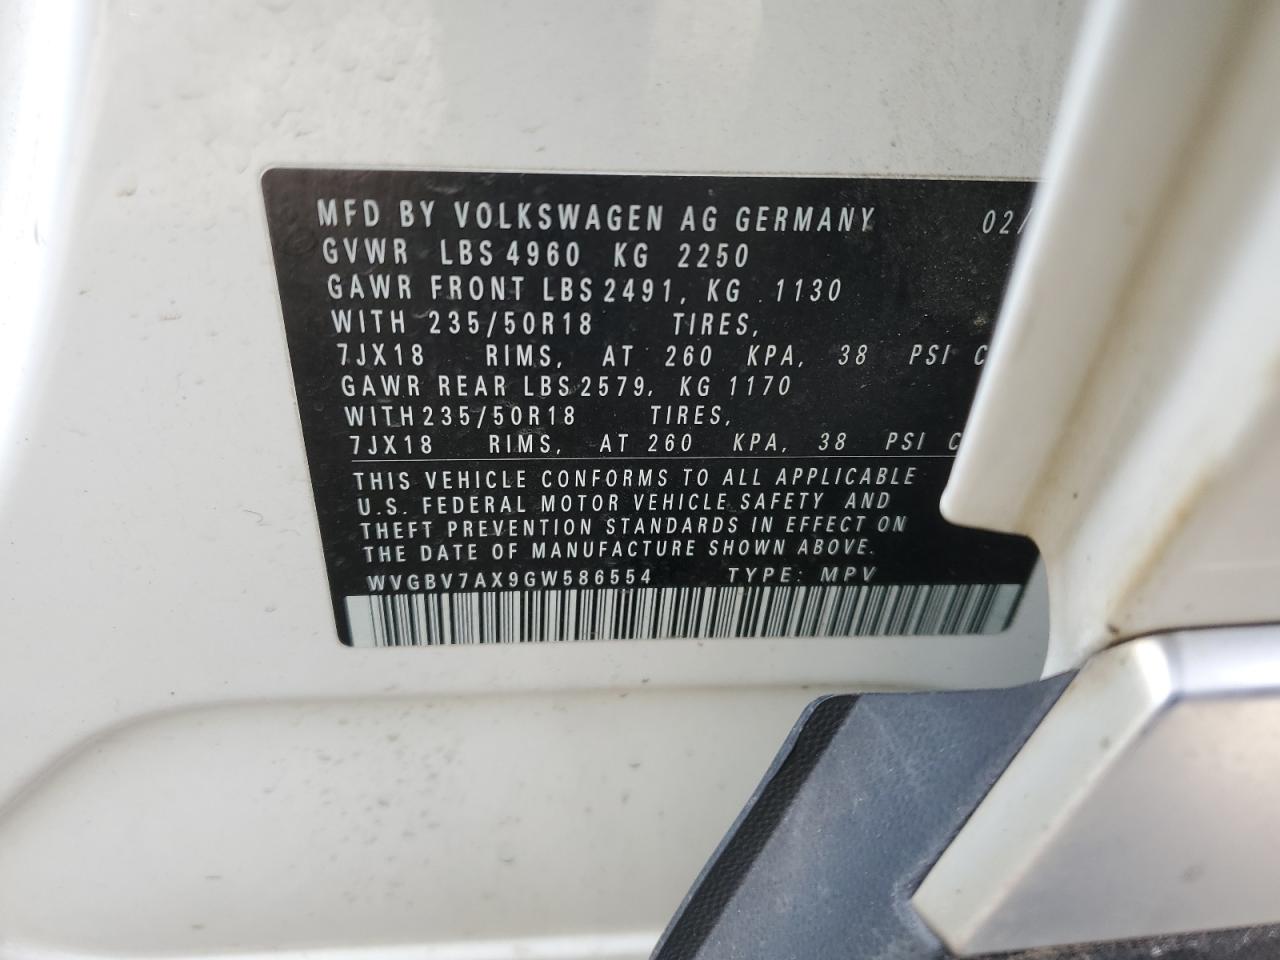 MFD BY VOLKSWAGEN AG GERMANY 02/
GVWR LBS 4960 KG 2250
GAWR FRONT LBS 2491, KG 1130
WITH 235/50R18 TIRES,
7JX18 RIMS, AT 260 KPA, 38 PSI C
GAWR REAR LBS 2579, KG 1170
WITH 235/50R18 TIRES,
7JX18 RIMS, AT 260 KPA, 38 PSI C
THIS VEHICLE CONFORMS TO ALL APPLICABLE
U.S. FEDERAL MOTOR VEHICLE SAFETY AND
THEFT PREVENTION STANDARDS IN EFFECT ON
THE DATE OF MANUFACTURE SHOWN ABOVE.
WVGBV7AX9GW586554 TYPE: MPV